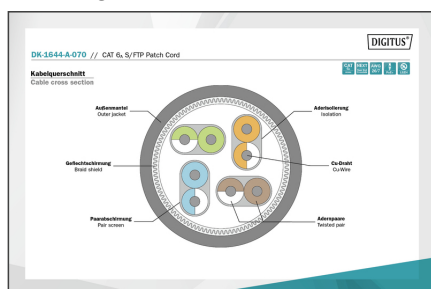 DIGITUS®
DK-1644-A-070 // CAT 6A S/FTP Patch Cord
Kabelquerschnitt
Cable cross section
Außenmantel
Outer jacket
Aderisolierung
Isolation
Geflechtschirmung
Braid shield
Cu-Draht
Cu-Wire
Paarabschirmung
Pair screen
Adernpaare
Twisted pair